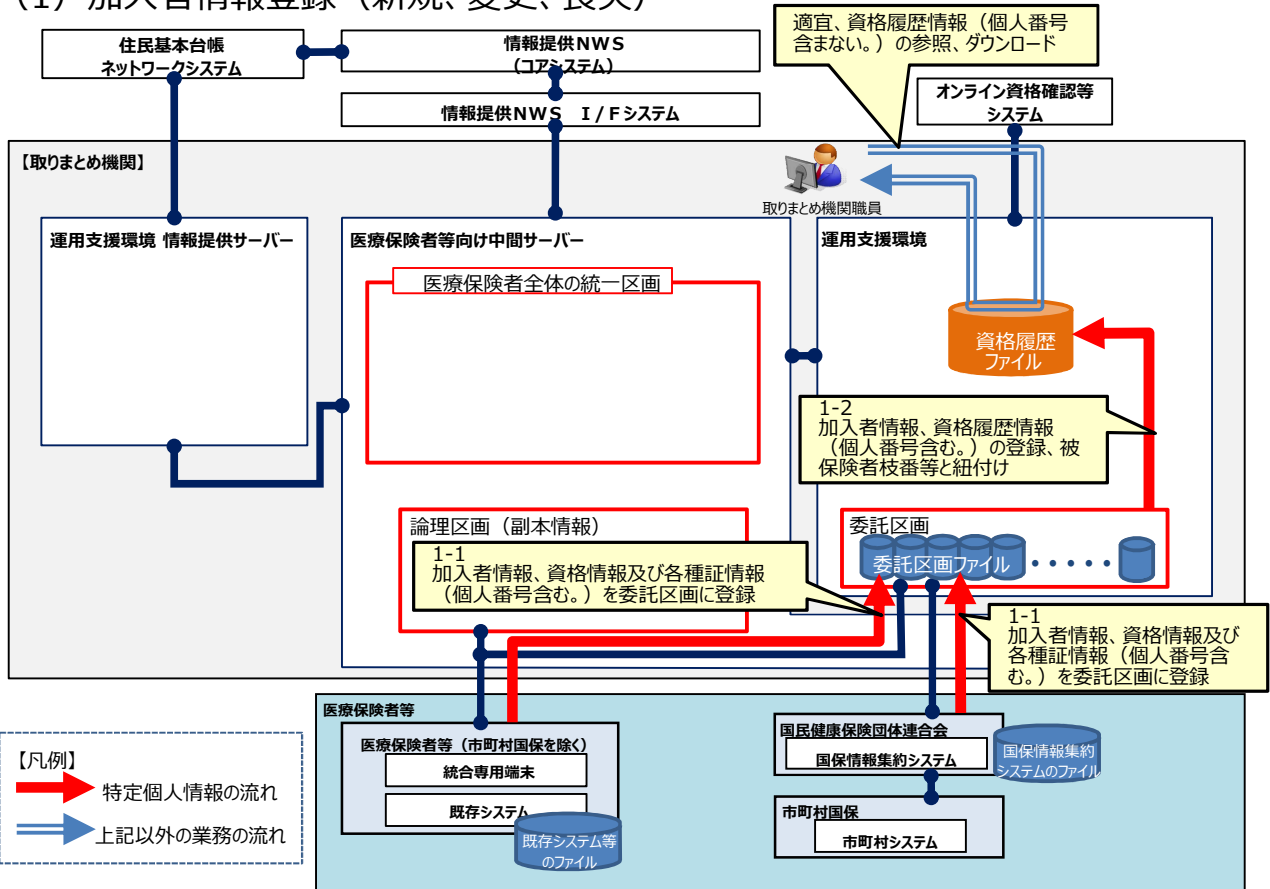 （1）加入者情報登録（新規、変更、喪失）
適宜、資格履歴情報（個人番号
含まない。）の参照、ダウンロード
住民基本台帳
ネットワークシステム
情報提供NWS
（コアシステム）
情報提供NWS　I/Fシステム
オンライン資格確認等
システム
【取りまとめ機関】
取りまとめ機関職員
運用支援環境 情報提供サーバー
医療保険者等向け中間サーバー
運用支援環境
医療保険者全体の統一区画
資格履歴
ファイル
1-2
加入者情報、資格履歴情報
（個人番号含む。）の登録、被
保険者枝番等と紐付け
論理区画（副本情報）
委託区画
委託区画ファイル
・・・・・
1-1
加入者情報、資格情報及び各種証情報
（個人番号含む。）を委託区画に登録
1-1
加入者情報、資格情報及び
各種証情報（個人番号含
む。）を委託区画に登録
医療保険者等
医療保険者等（市町村国保を除く）
統合専用端末
既存システム
既存システム等
のファイル
国民健康保険団体連合会
国保情報集約システム
国保情報集約
システムのファイル
市町村国保
市町村システム
【凡例】
特定個人情報の流れ
上記以外の業務の流れ